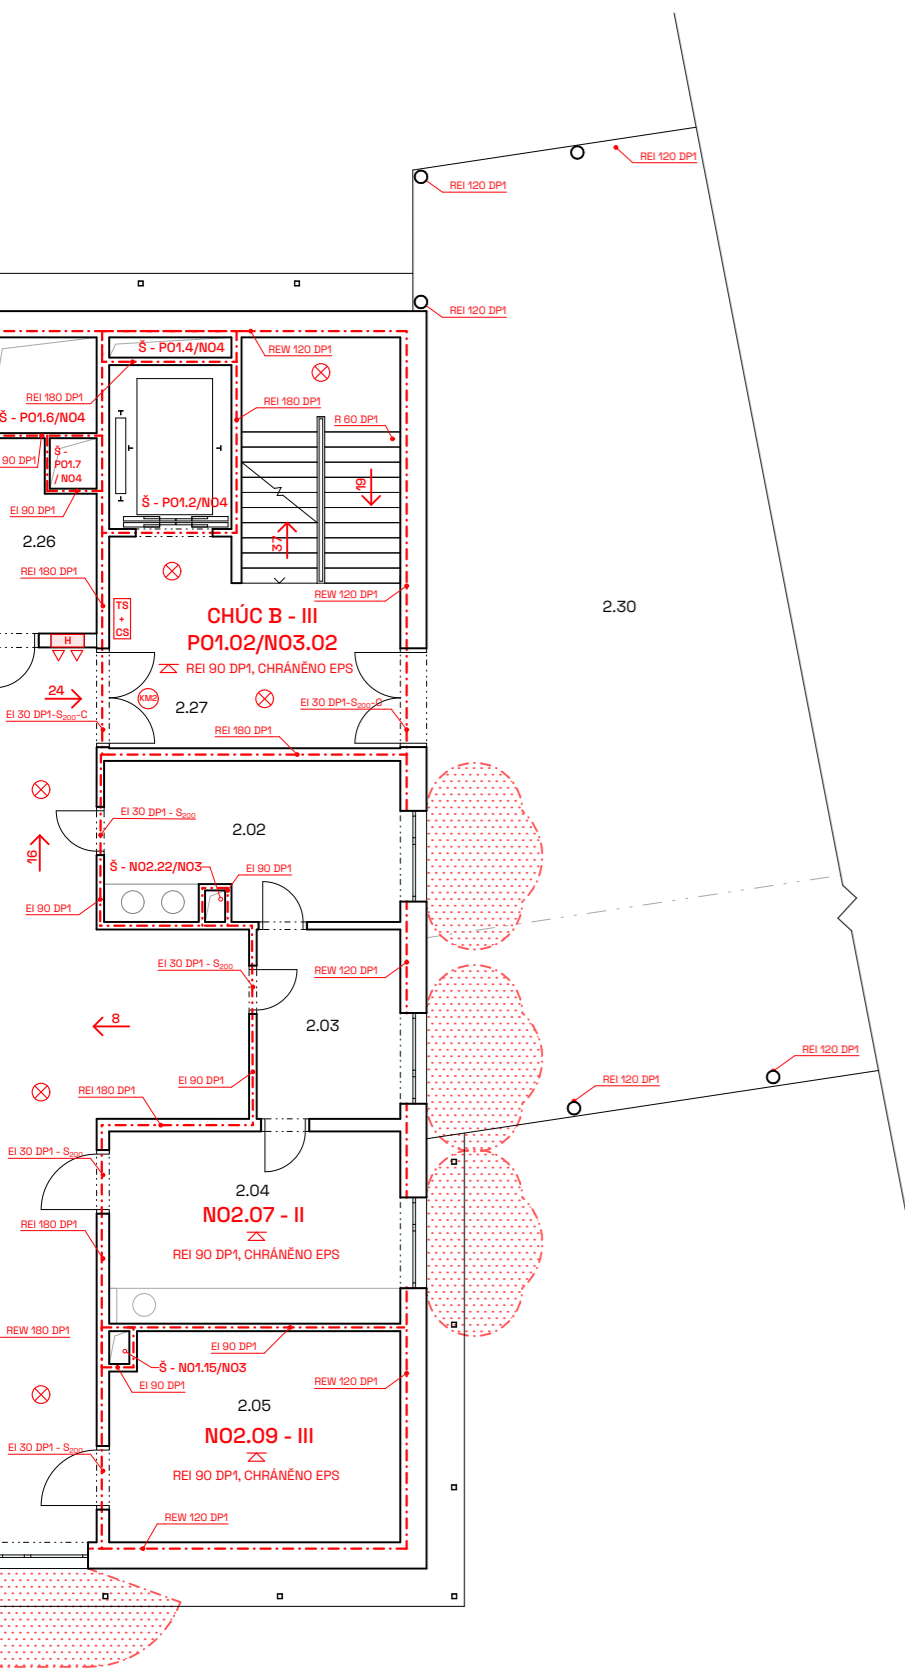 REI 120 DP1
REI 120 DP1
REI 120 DP1
Š - P01.4/N04
REW 120 DP1
REI 180 DP1
REI 180 DP1
Š - P01.6/N04
R 60 DP1
90 DP1
Š -
P01.7
/ N04
19
Š - P01.2/N04
EI 90 DP1
2.26
37
REI 180 DP1
REW 120 DP1
TS
+
CS
CHÚC B - III
P01.02/N03.02
2.30
H
REI 90 DP1, CHRÁNĚNO EPS
24
KM2
2.27
EI 30 DP1-S200-C
EI 30 DP1-S200-C
REI 180 DP1
EI 30 DP1 - S200
2.02
16
Š - N02.22/N03
EI 90 DP1
EI 90 DP1
EI 30 DP1 - S200
REW 120 DP1
8
2.03
REI 120 DP1
EI 90 DP1
REI 120 DP1
REI 180 DP1
EI 30 DP1 - S200
2.04
N02.07 - II
REI 180 DP1
REI 90 DP1, CHRÁNĚNO EPS
REW 180 DP1
EI 90 DP1
Š - N01.15/N03
EI 90 DP1
REW 120 DP1
2.05
N02.09 - III
EI 30 DP1 - S200
REI 90 DP1, CHRÁNĚNO EPS
REW 120 DP1